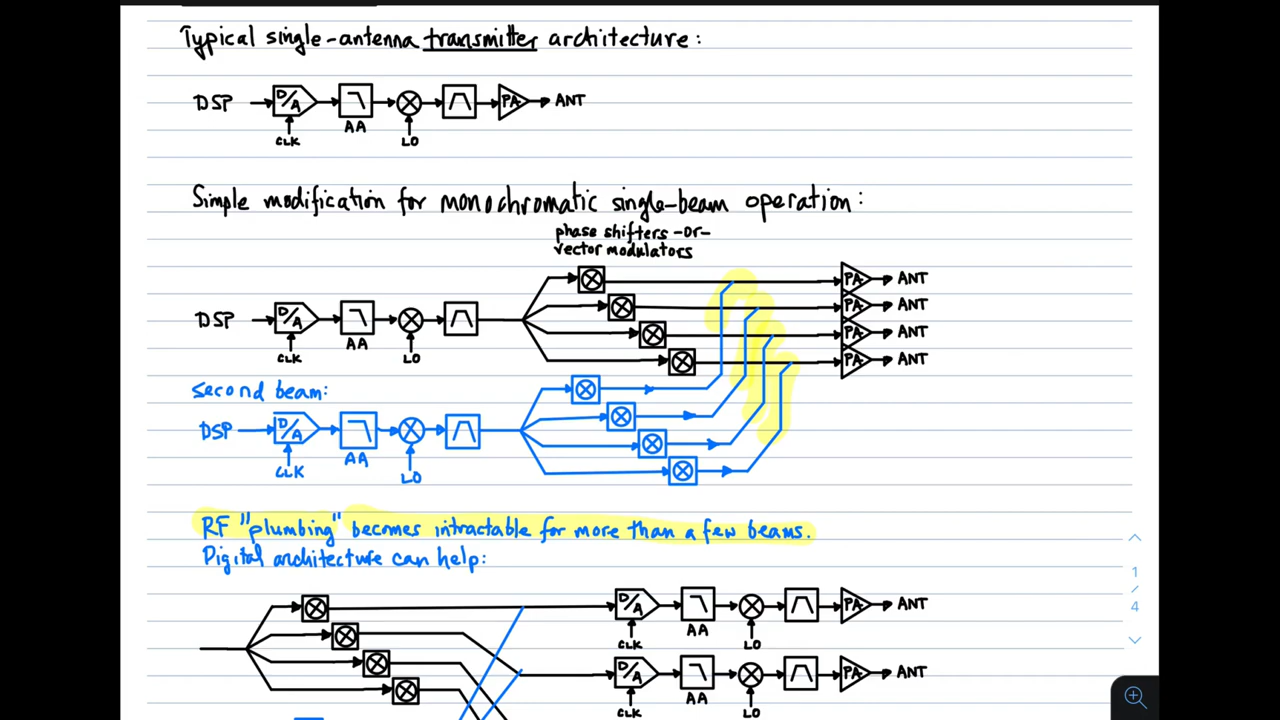 Typical single-antenna transmitter architecture:
DSP D/A AA LO PA ANT
CLK
Simple modification for monochromatic single-beam operation:
phase shifters -or-
vector modulators
PA ANT
PA ANT
DSP D/A
PA ANT
CLK AA LO
PA ANT
second beam:
DSP D/A
CLK AA LO
RF "plumbing" becomes intractable for more than a few beams.
Digital architecture can help:
D/A PA ANT
CLK AA LO
D/A PA ANT
CLK AA LO
1
/
4